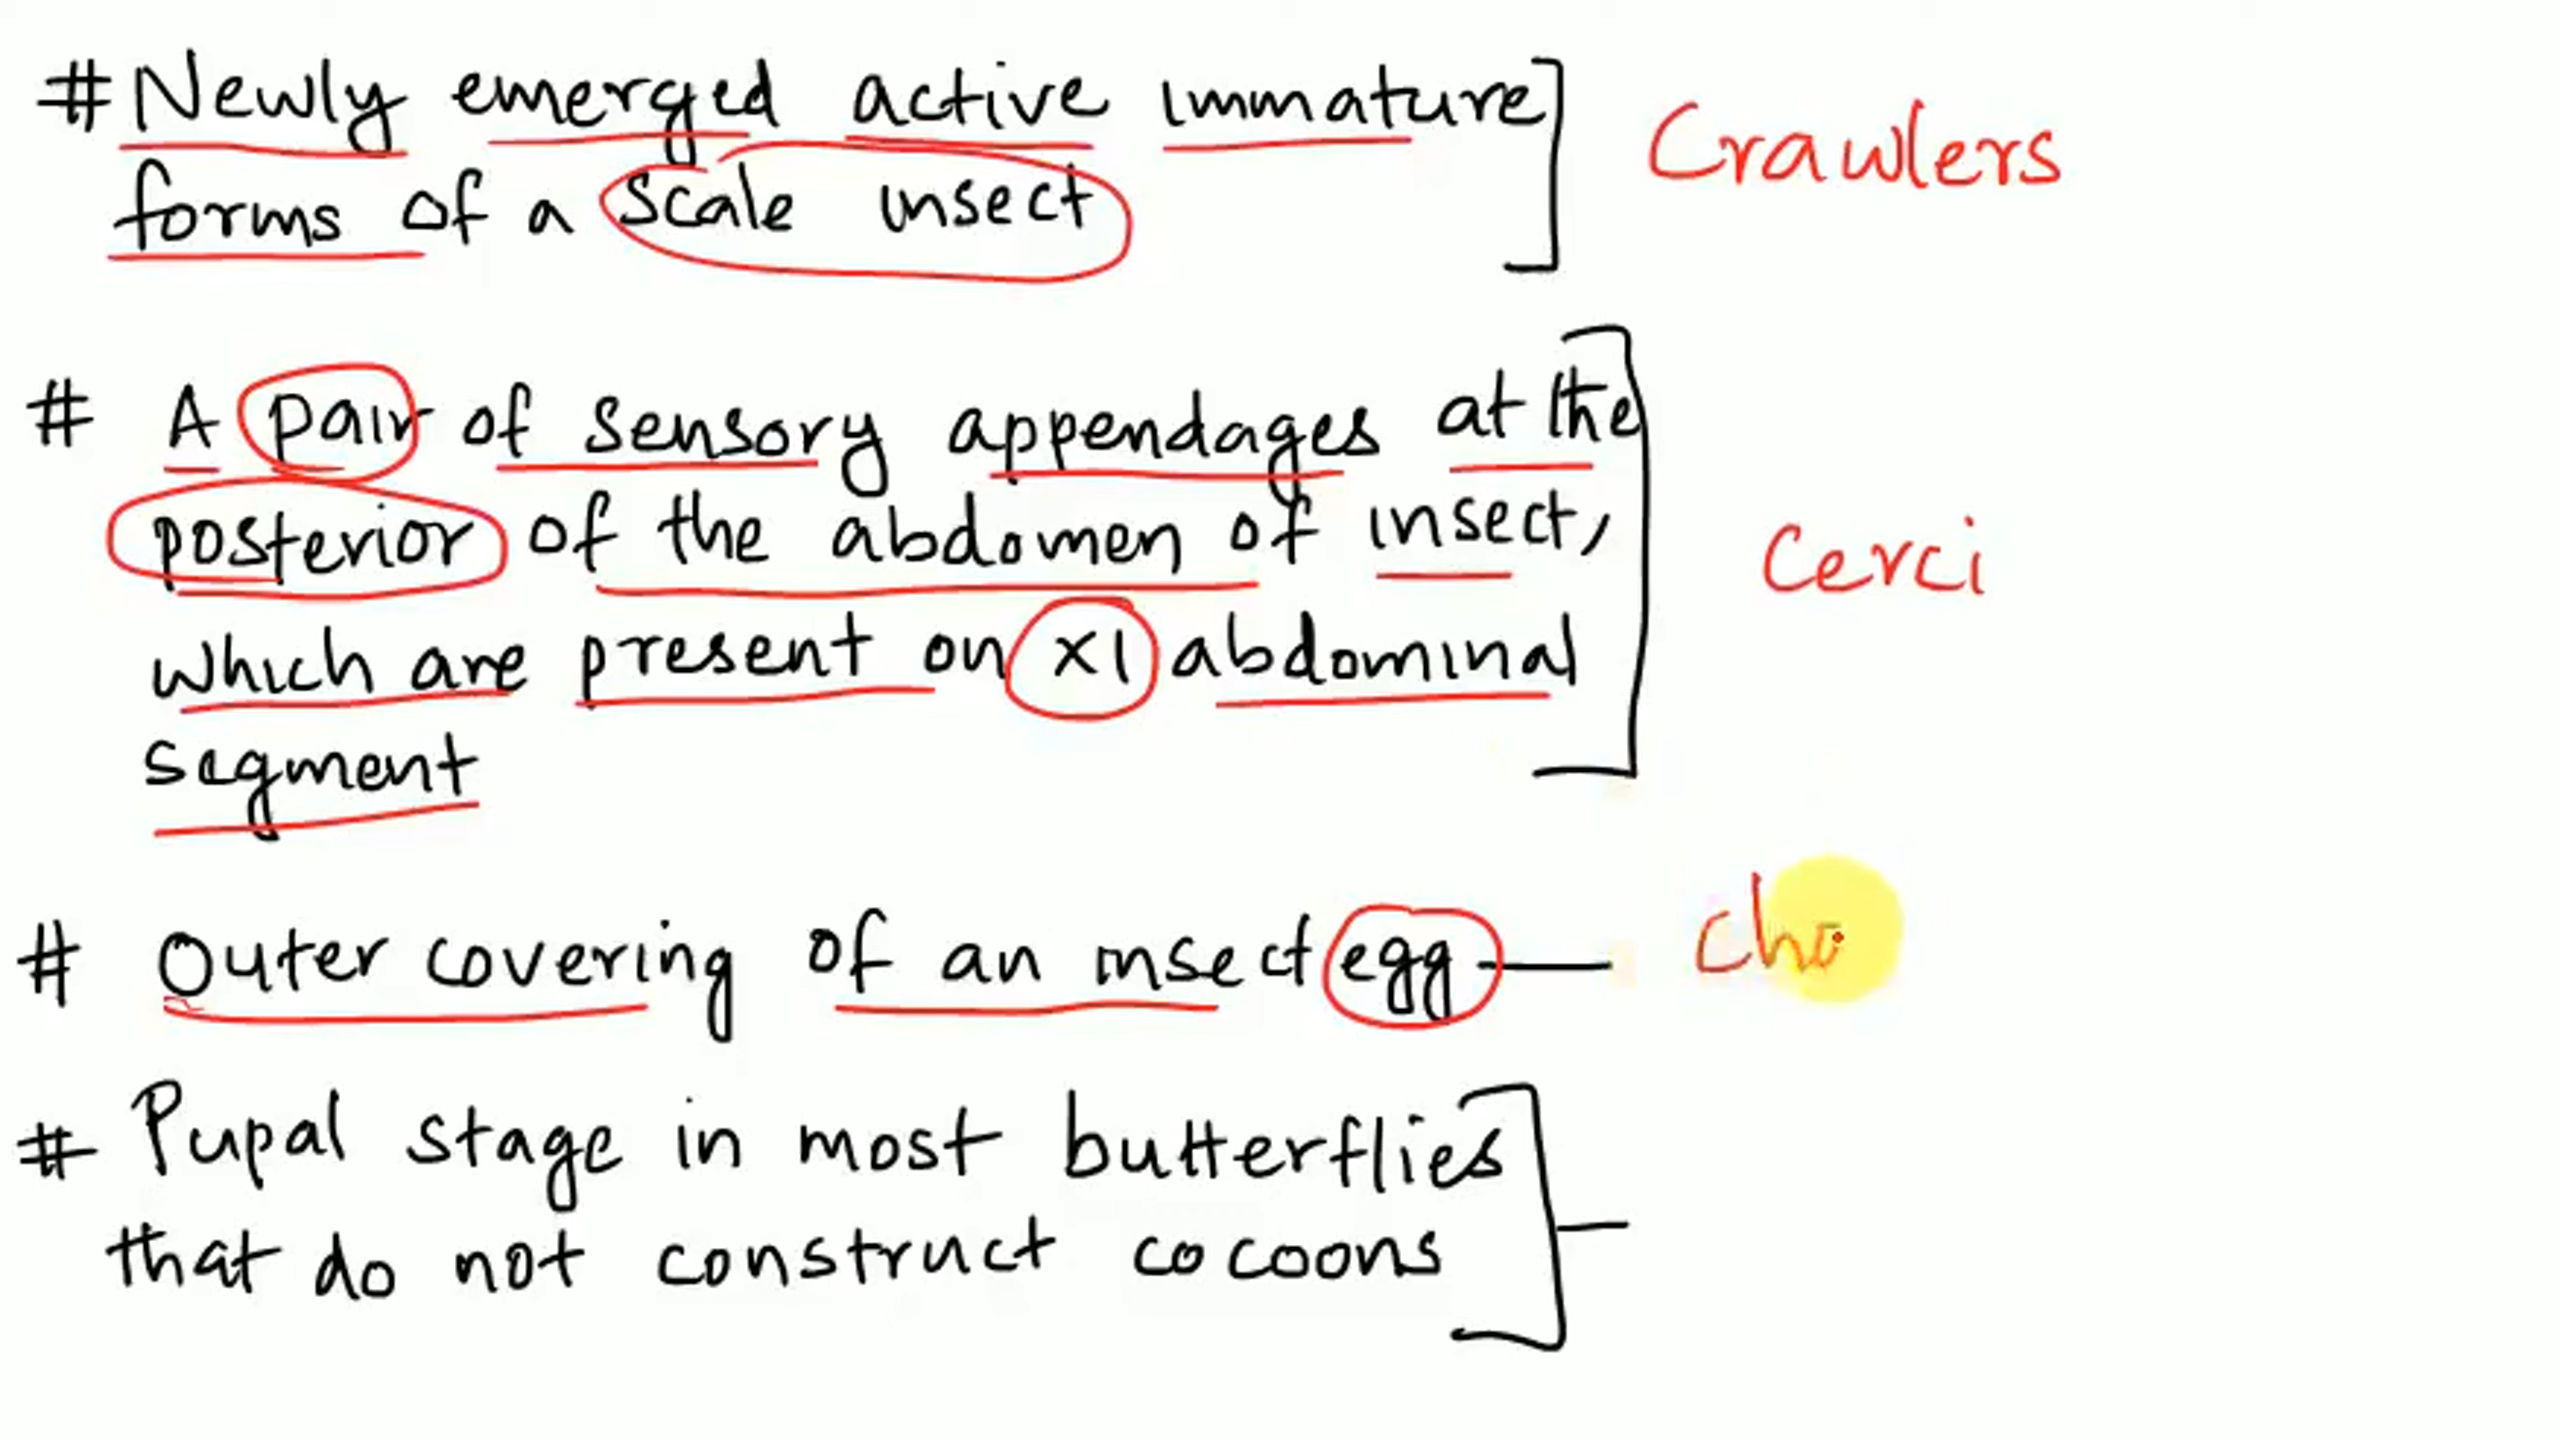 # Newly emerged active immature
forms of a scale insect
Crawlers
# A pair of sensory appendages at the
posterior of the abdomen of insect,
which are present on XI abdominal
segment
Cerci
# Outer covering of an insect egg — Cho
# Pupal stage in most butterflies
that do not construct cocoons